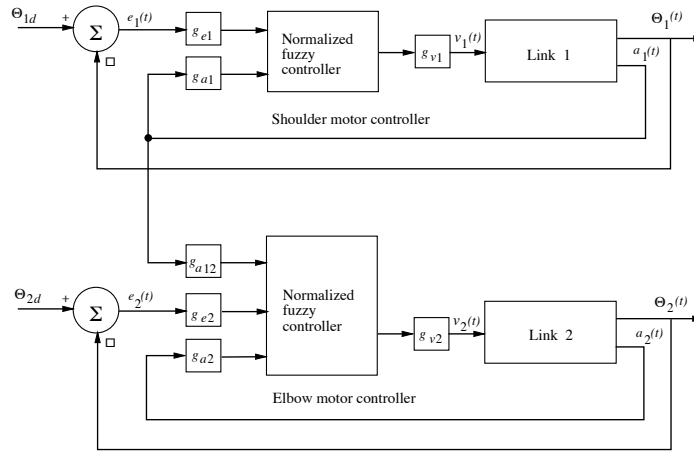 Θ1d
+
Σ
e1(t)
ge1
ga1
Normalized
fuzzy
controller
gv1
v1(t)
Link 1
Θ1(t)
a1(t)
Shoulder motor controller
Θ2d
+
Σ
e2(t)
ga12
ge2
ga2
Normalized
fuzzy
controller
gv2
v2(t)
Link 2
Θ2(t)
a2(t)
Elbow motor controller